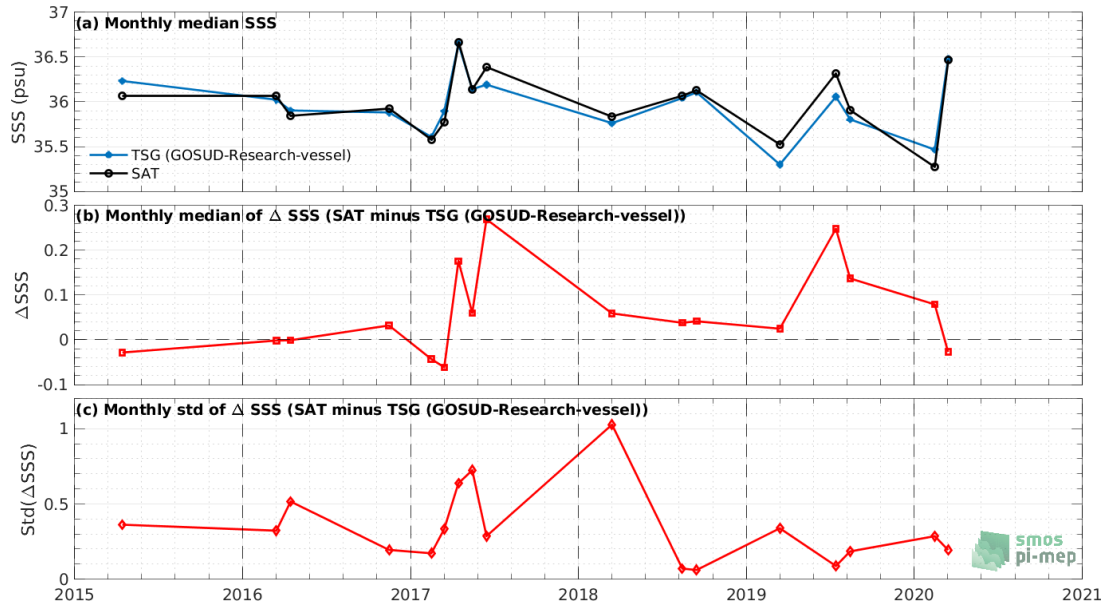 (a) Monthly median SSS
37
36.5
36
35.5
35
SSS (psu)
TSG (GOSUD-Research-vessel)
SAT
(b) Monthly median of Δ SSS (SAT minus TSG (GOSUD-Research-vessel))
0.3
0.2
0.1
0
-0.1
ΔSSS
(c) Monthly std of Δ SSS (SAT minus TSG (GOSUD-Research-vessel))
1
0.5
0
Std(ΔSSS)
smos
pi-mep
2015 2016 2017 2018 2019 2020 2021